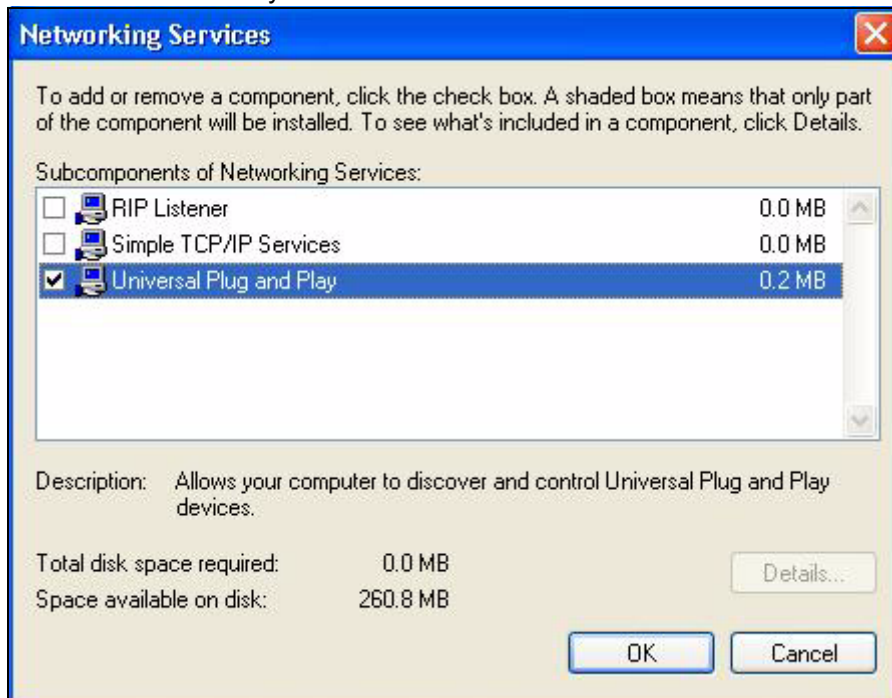 Networking Services
To add or remove a component, click the check box. A shaded box means that only part
of the component will be installed. To see what's included in a component, click Details.
Subcomponents of Networking Services:
RIP Listener 0.0 MB
Simple TCP/IP Services 0.0 MB
Universal Plug and Play 0.2 MB
Description: Allows your computer to discover and control Universal Plug and Play
devices.
Total disk space required: 0.0 MB
Details...
Space available on disk: 260.8 MB
OK Cancel